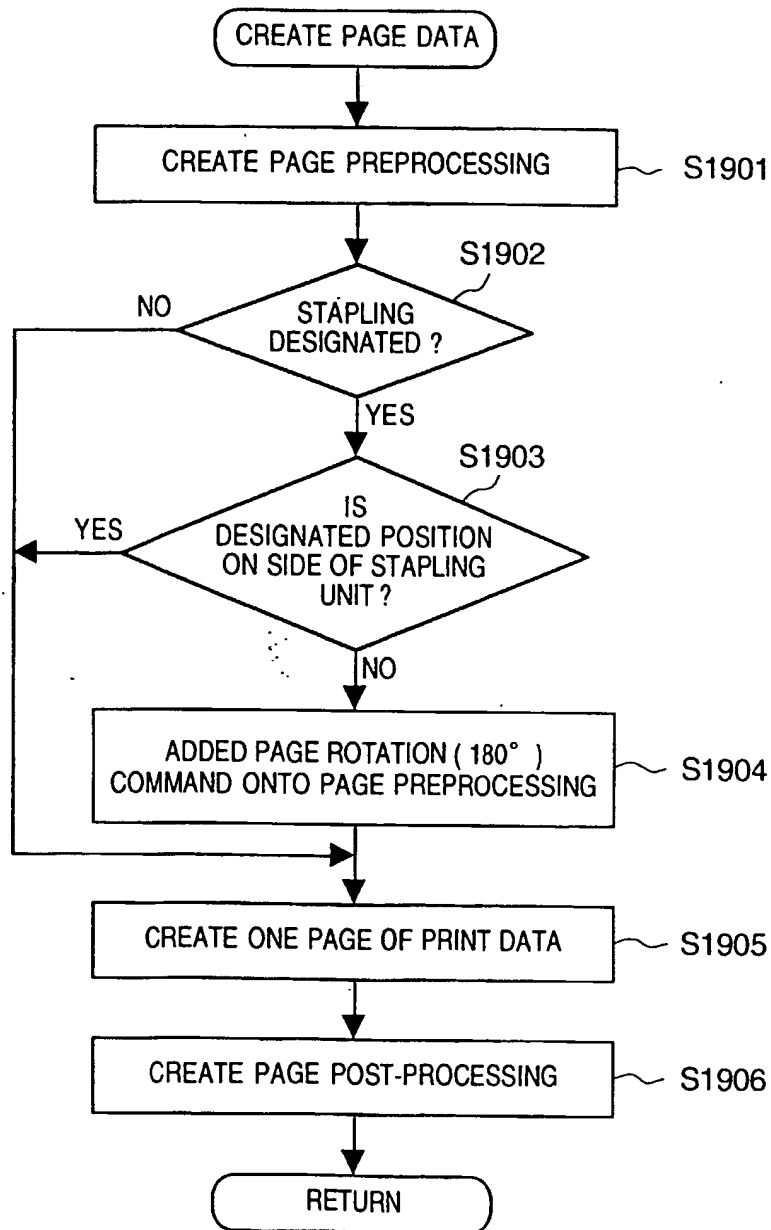 CREATE PAGE DATA
CREATE PAGE PREPROCESSING
S1901
S1902
NO
STAPLING
DESIGNATED ?
YES
S1903
YES
IS
DESIGNATED POSITION
ON SIDE OF STAPLING
UNIT ?
NO
ADDED PAGE ROTATION ( 180° )
COMMAND ONTO PAGE PREPROCESSING
S1904
CREATE ONE PAGE OF PRINT DATA
S1905
CREATE PAGE POST-PROCESSING
S1906
RETURN